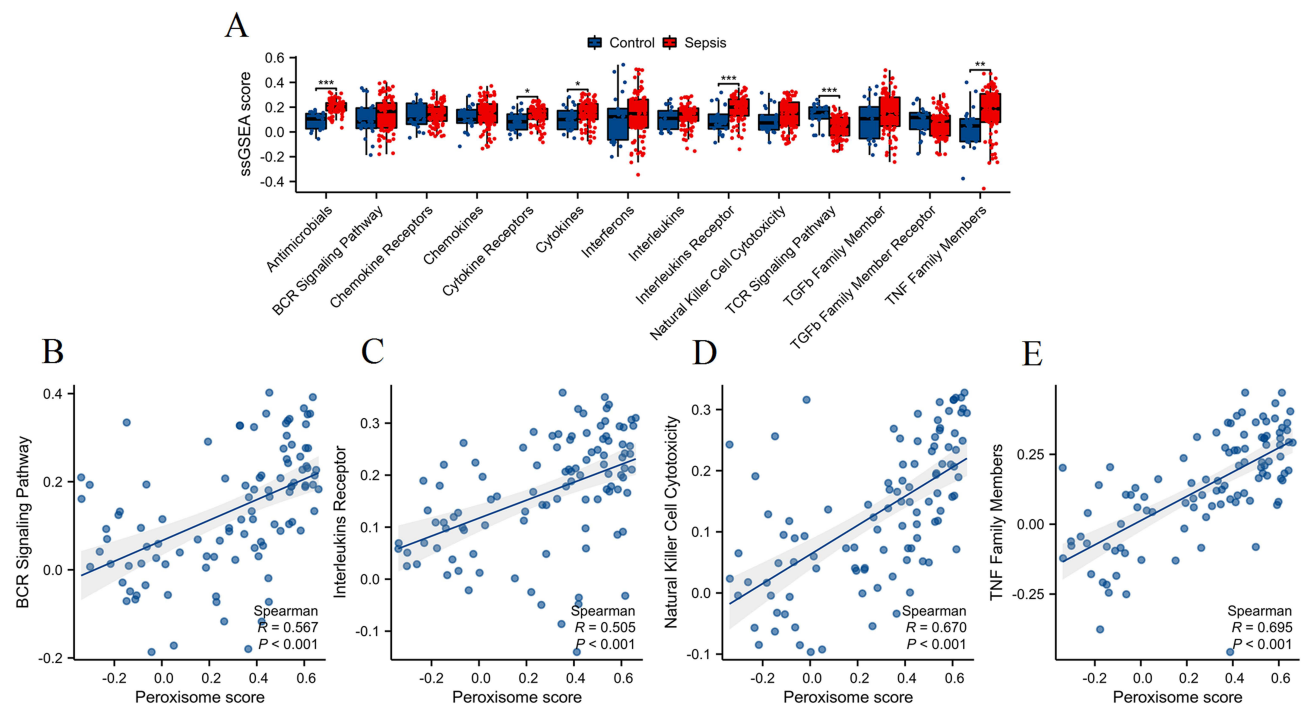 A
Control Sepsis
ssGSEA score
0.6
0.4
0.2
0.0
-0.2
-0.4
*** * * *** *** **
Antimicrobials
BCR Signaling Pathway
Chemokine Receptors
Chemokines
Cytokine Receptors
Cytokines
Interferons
Interleukins
Interleukins Receptor
Natural Killer Cell Cytotoxicity
TCR Signaling Pathway
TGFb Family Member
TGFb Family Member Receptor
TNF Family Members
B
BCR Signaling Pathway
0.4
0.2
0.0
-0.2
Spearman
R = 0.567
P < 0.001
-0.2 0.0 0.2 0.4 0.6
Peroxisome score
C
Interleukins Receptor
0.3
0.2
0.1
0.0
-0.1
Spearman
R = 0.505
P < 0.001
-0.2 0.0 0.2 0.4 0.6
Peroxisome score
D
Natural Killer Cell Cytotoxicity
0.3
0.2
0.1
0.0
-0.1
Spearman
R = 0.670
P < 0.001
-0.2 0.0 0.2 0.4 0.6
Peroxisome score
E
TNF Family Members
0.25
0.00
-0.25
Spearman
R = 0.695
P < 0.001
-0.2 0.0 0.2 0.4 0.6
Peroxisome score